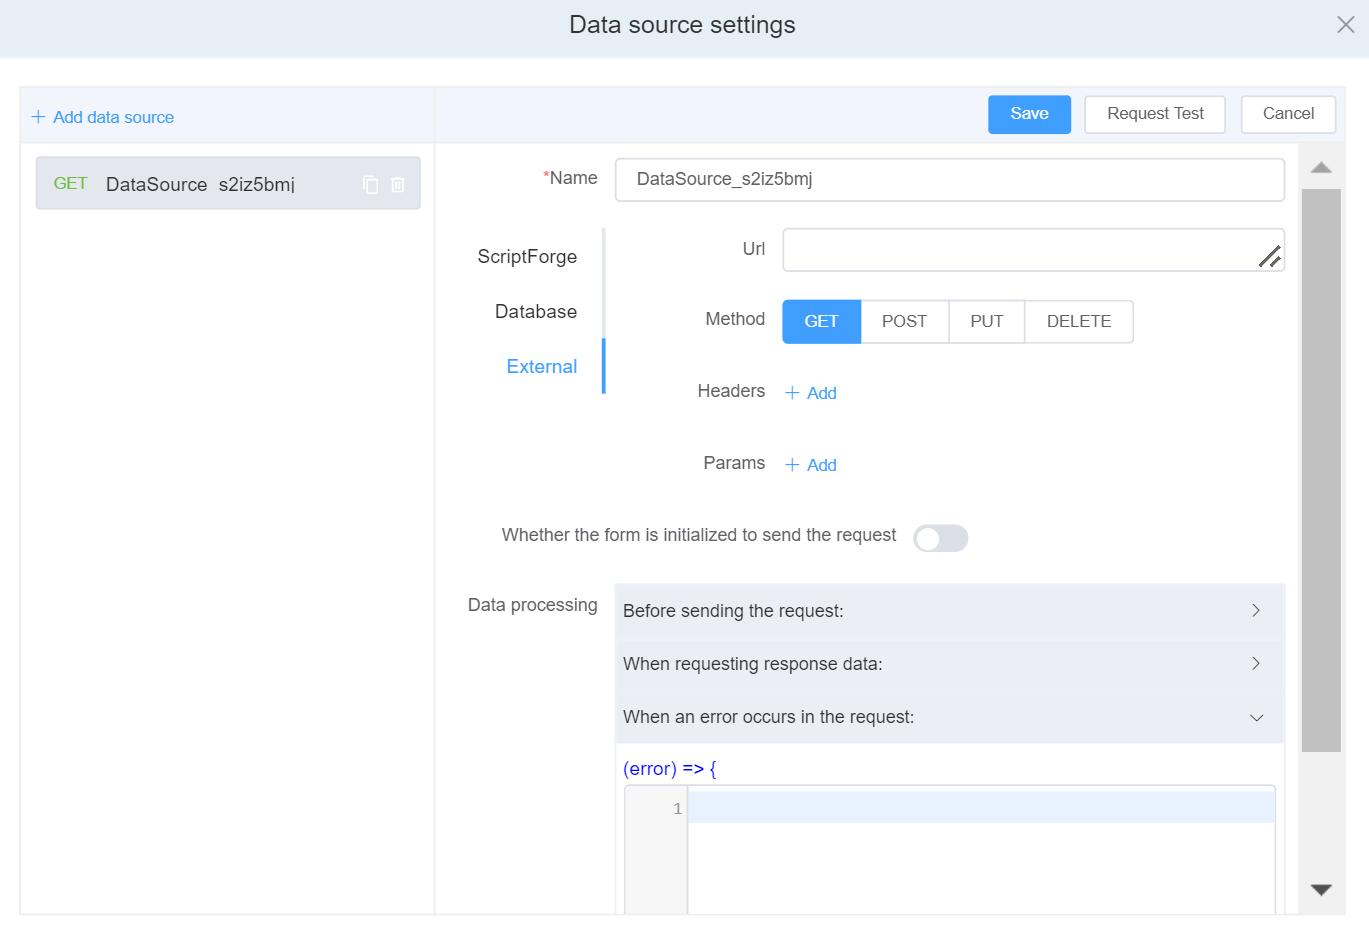 Data source settings
Add data source
Save
Request Test
Cancel
GET DataSource_s2iz5bmj
*Name
DataSource_s2iz5bmj
ScriptForge
Database
External
Url
Method
GET
POST
PUT
DELETE
Headers
Add
Params
Add
Whether the form is initialized to send the request
Data processing
Before sending the request:
When requesting response data:
When an error occurs in the request:
(error) => {
1